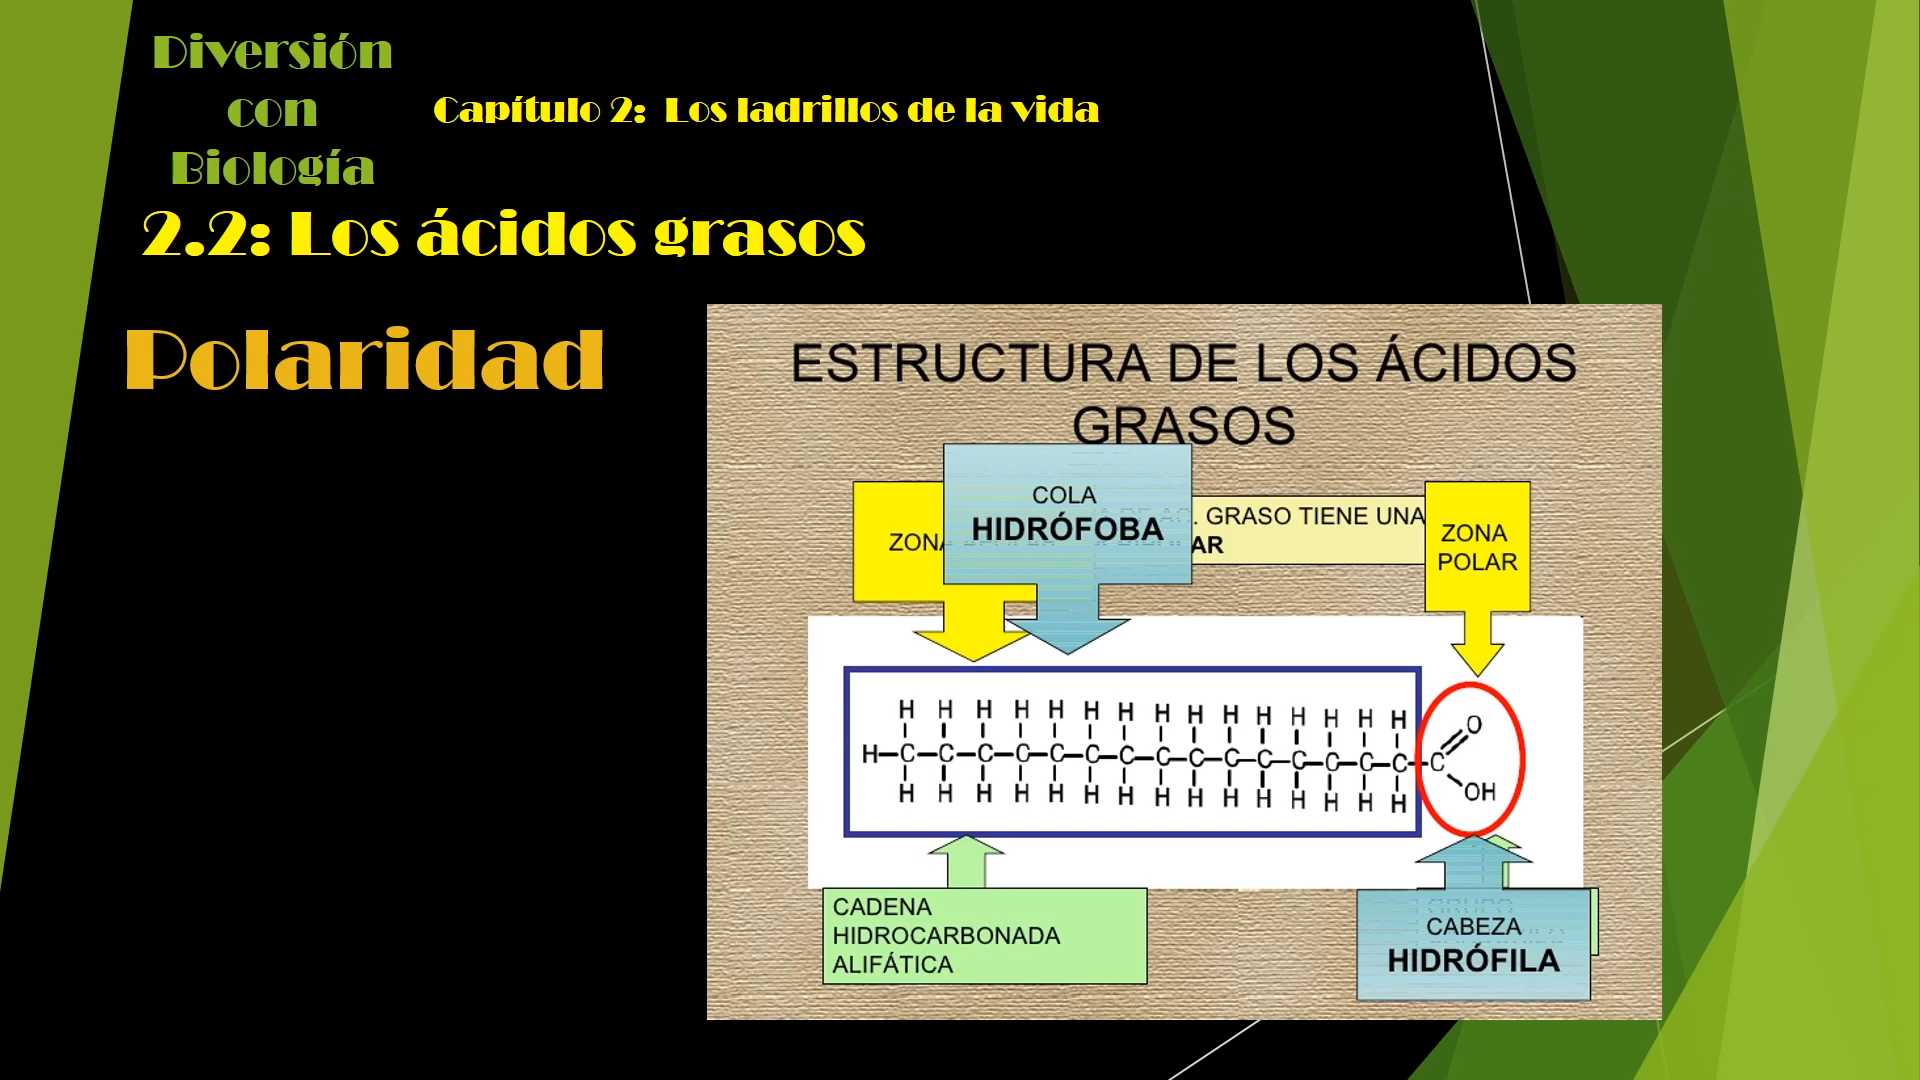 Diversión
con
Biología
Capítulo 2: Los ladrillos de la vida
2.2: Los ácidos grasos
Polaridad
ESTRUCTURA DE LOS ÁCIDOS
GRASOS
COLA
HIDRÓFOBA
ZONA
. GRASO TIENE UNA
AR
ZONA
POLAR
H H H H H H H H H H H H H H H
O
H-C-C-C-C-C-C-C-C-C-C-C-C-C-C-C-C
OH
H H H H H H H H H H H H H H H
CADENA
HIDROCARBONADA
ALIFÁTICA
CABEZA
HIDRÓFILA